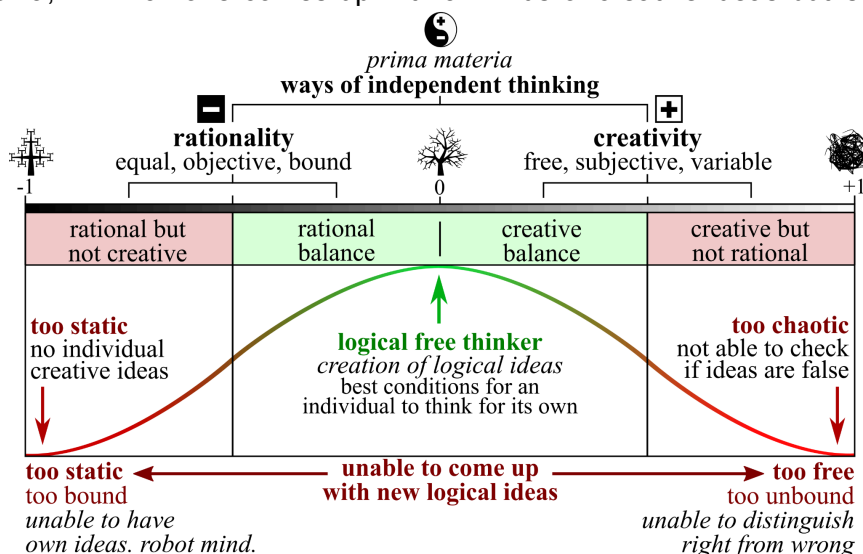 prima materia
ways of independent thinking
rationality
equal, objective, bound
creativity
free, subjective, variable
-1
0
+1
rational but
not creative
rational
balance
creative
balance
creative but
not rational
too static
no individual
creative ideas
logical free thinker
creation of logical ideas
best conditions for an
individual to think for its own
too chaotic
not able to check
if ideas are false
too static
too bound
unable to have
own ideas. robot mind.
unable to come up
with new logical ideas
too free
too unbound
unable to distinguish
right from wrong